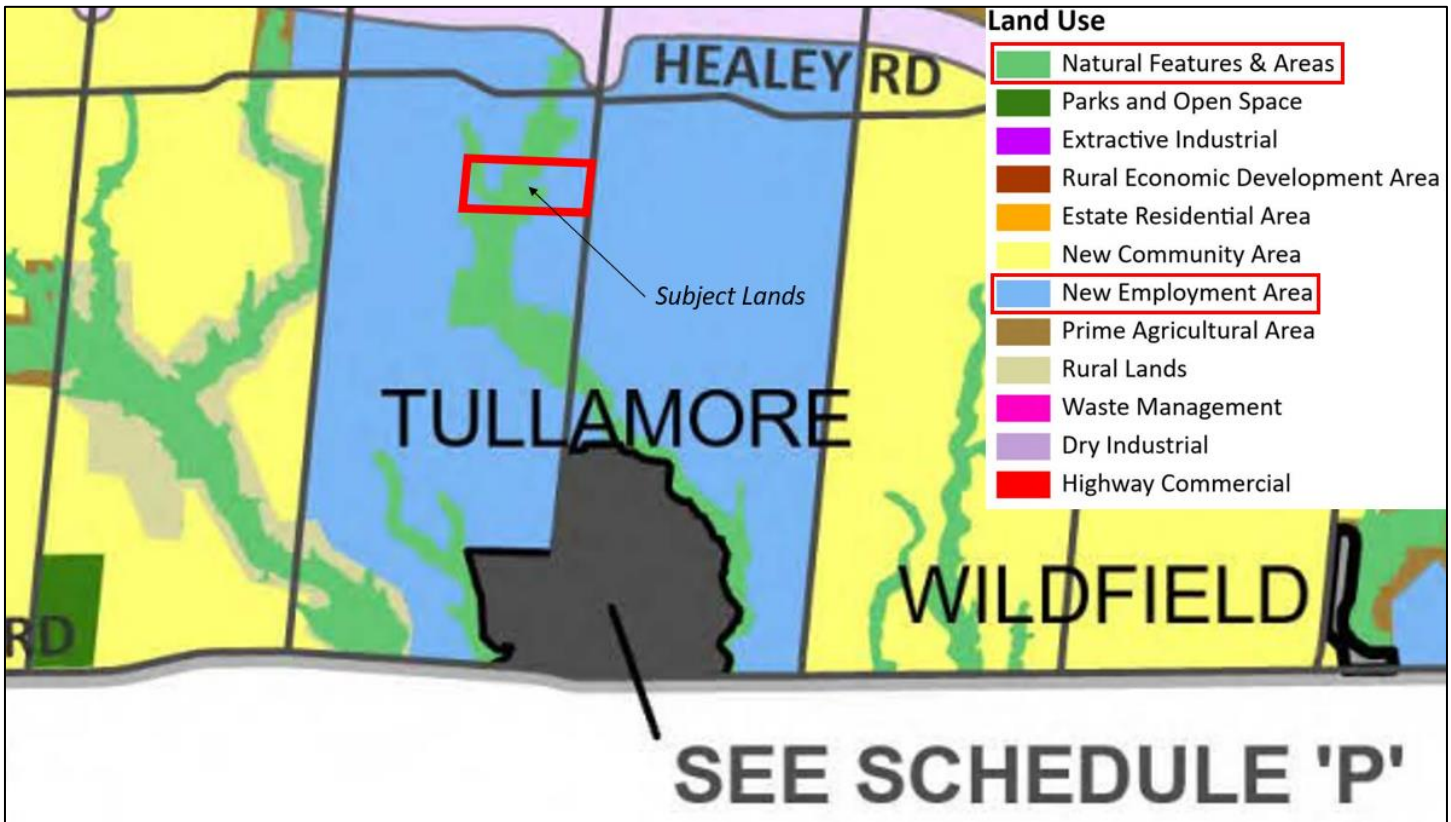 HEALEY RD
Subject Lands
TULLAMORE
WILDFIELD
RD
SEE SCHEDULE 'P'
Land Use
Natural Features & Areas
Parks and Open Space
Extractive Industrial
Rural Economic Development Area
Estate Residential Area
New Community Area
New Employment Area
Prime Agricultural Area
Rural Lands
Waste Management
Dry Industrial
Highway Commercial